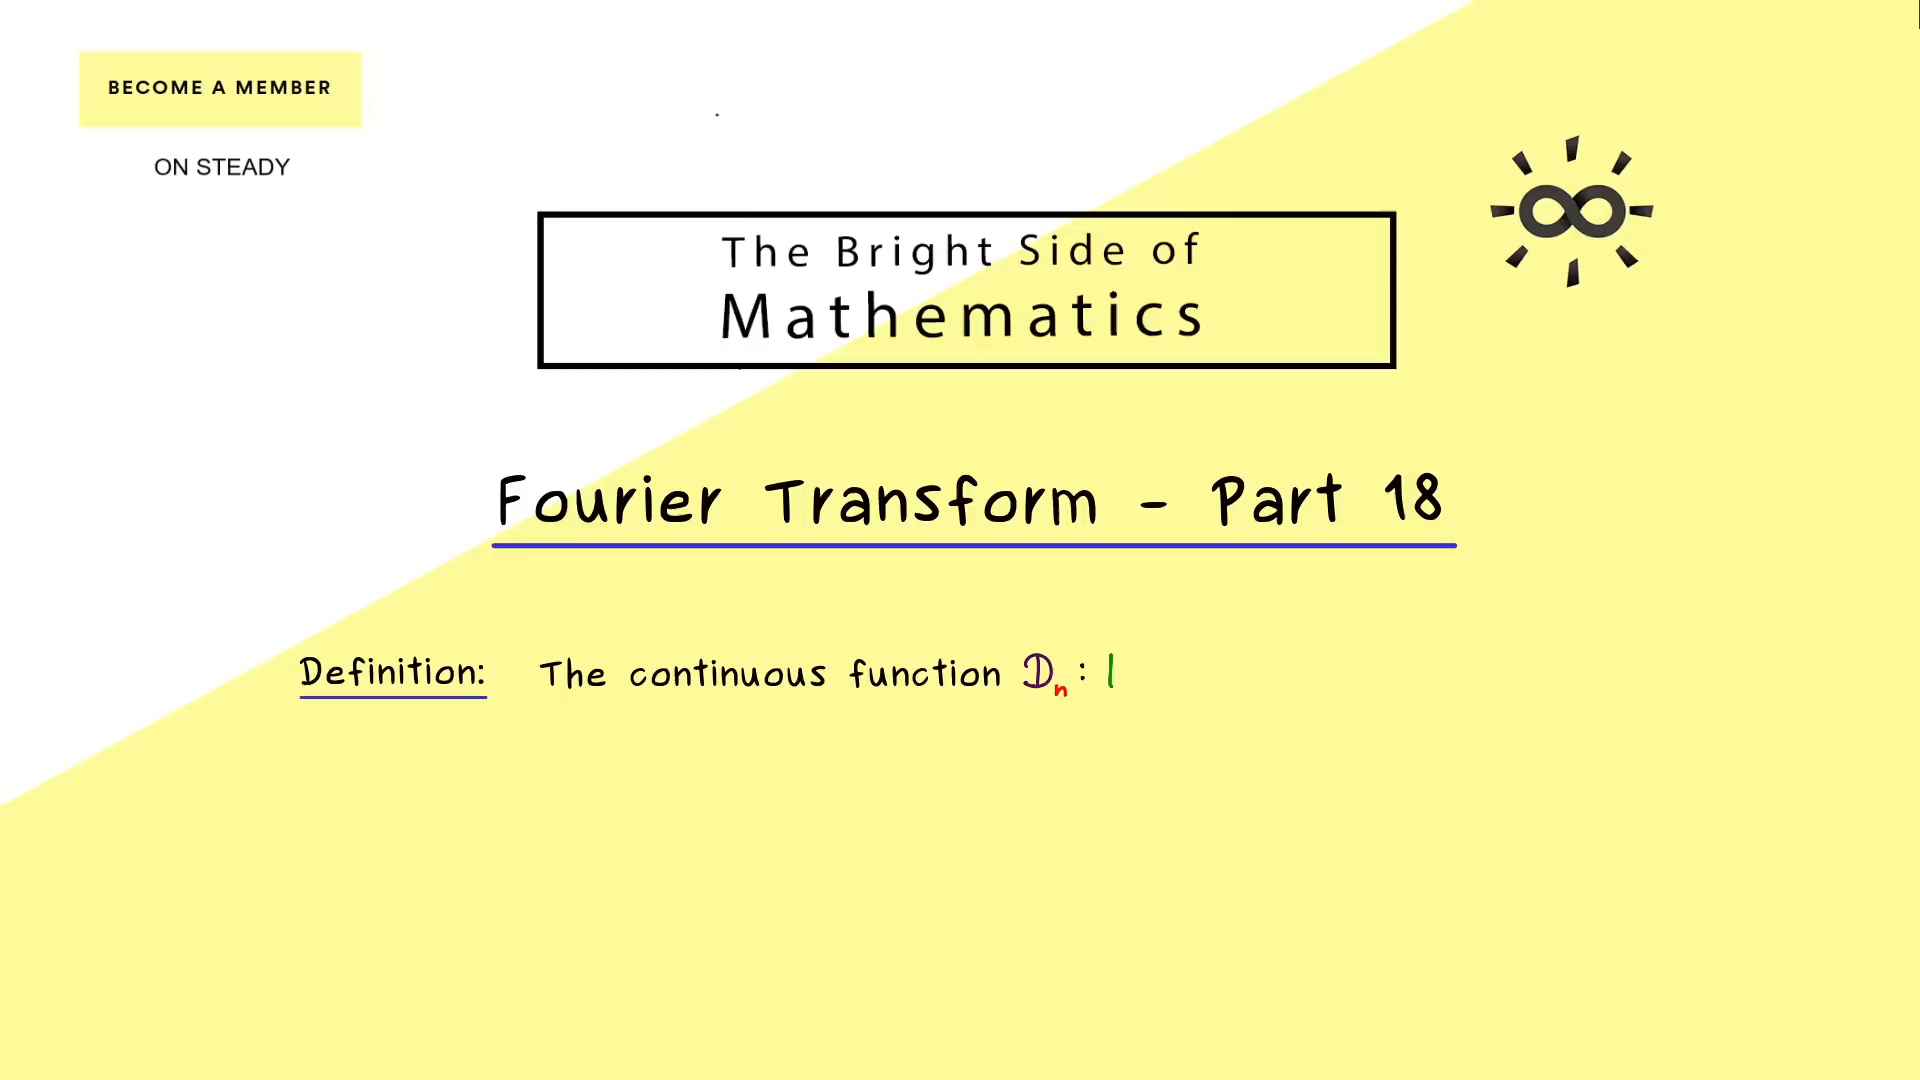 BECOME A MEMBER
ON STEADY
The Bright Side of
Mathematics
Fourier Transform - Part 18
Definition: The continuous function Dₙ : |